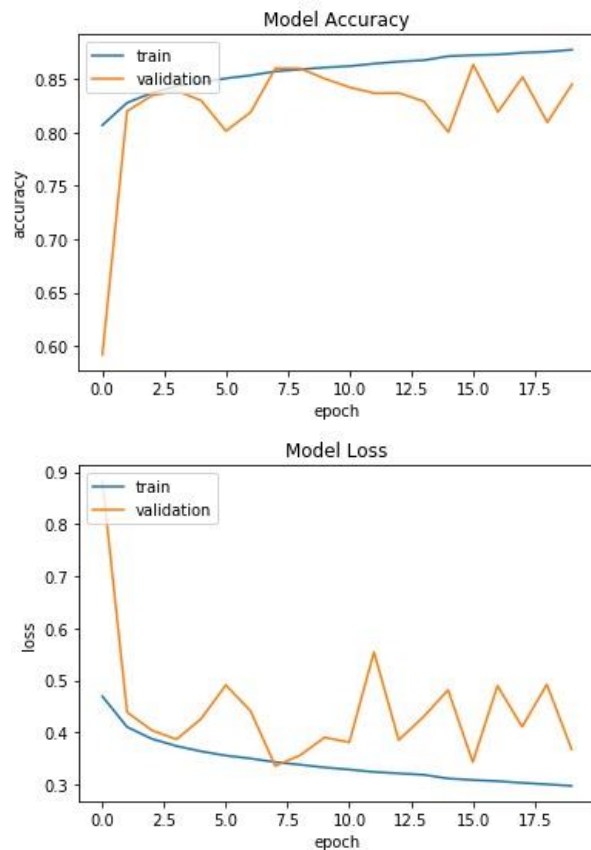 Model Accuracy
train
validation
0.85
0.80
0.75
0.70
0.65
0.60
accuracy
0.0 2.5 5.0 7.5 10.0 12.5 15.0 17.5
epoch
Model Loss
train
validation
0.9
0.8
0.7
0.6
0.5
0.4
0.3
loss
0.0 2.5 5.0 7.5 10.0 12.5 15.0 17.5
epoch